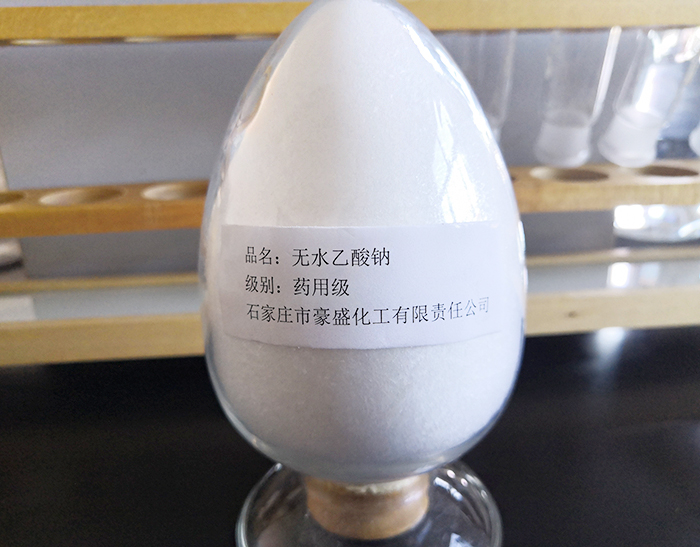 品名：无水乙酸钠
级别：药用级
石家庄市豪盛化工有限责任公司